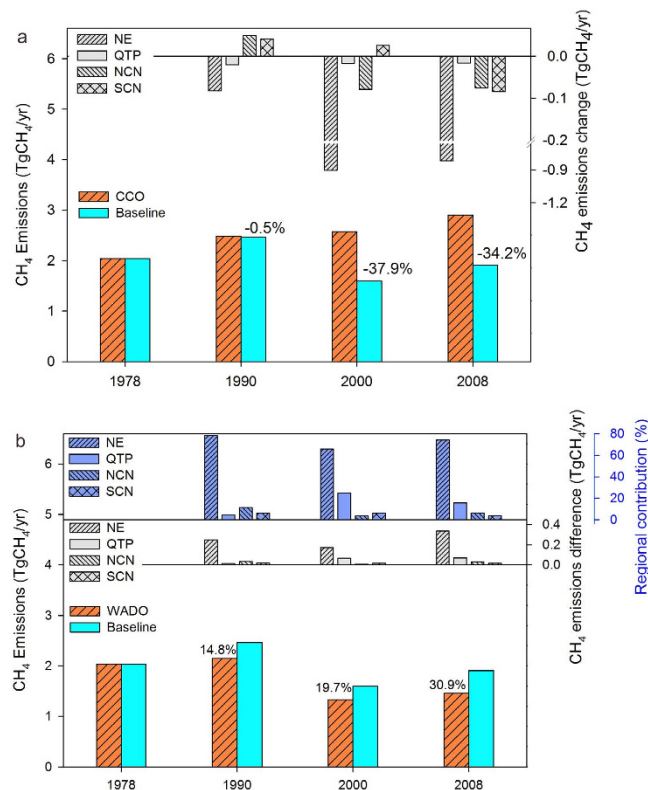 a
NE
QTP
NCN
SCN
6
5
4
3
2
1
0
CH4 Emissions (TgCH4/yr)
0.0
-0.1
-0.2
-0.9
-1.2
CH4 emissions change (TgCH4/yr)
CCO
Baseline
-0.5%
-37.9%
-34.2%
1978
1990
2000
2008
b
NE
QTP
NCN
SCN
NE
QTP
NCN
SCN
6
5
4
3
2
1
0
CH4 Emissions (TgCH4/yr)
80
60
40
20
0
Regional contribution (%)
0.4
0.2
0.0
CH4 emissions difference (TgCH4/yr)
WADO
Baseline
14.8%
19.7%
30.9%
1978
1990
2000
2008